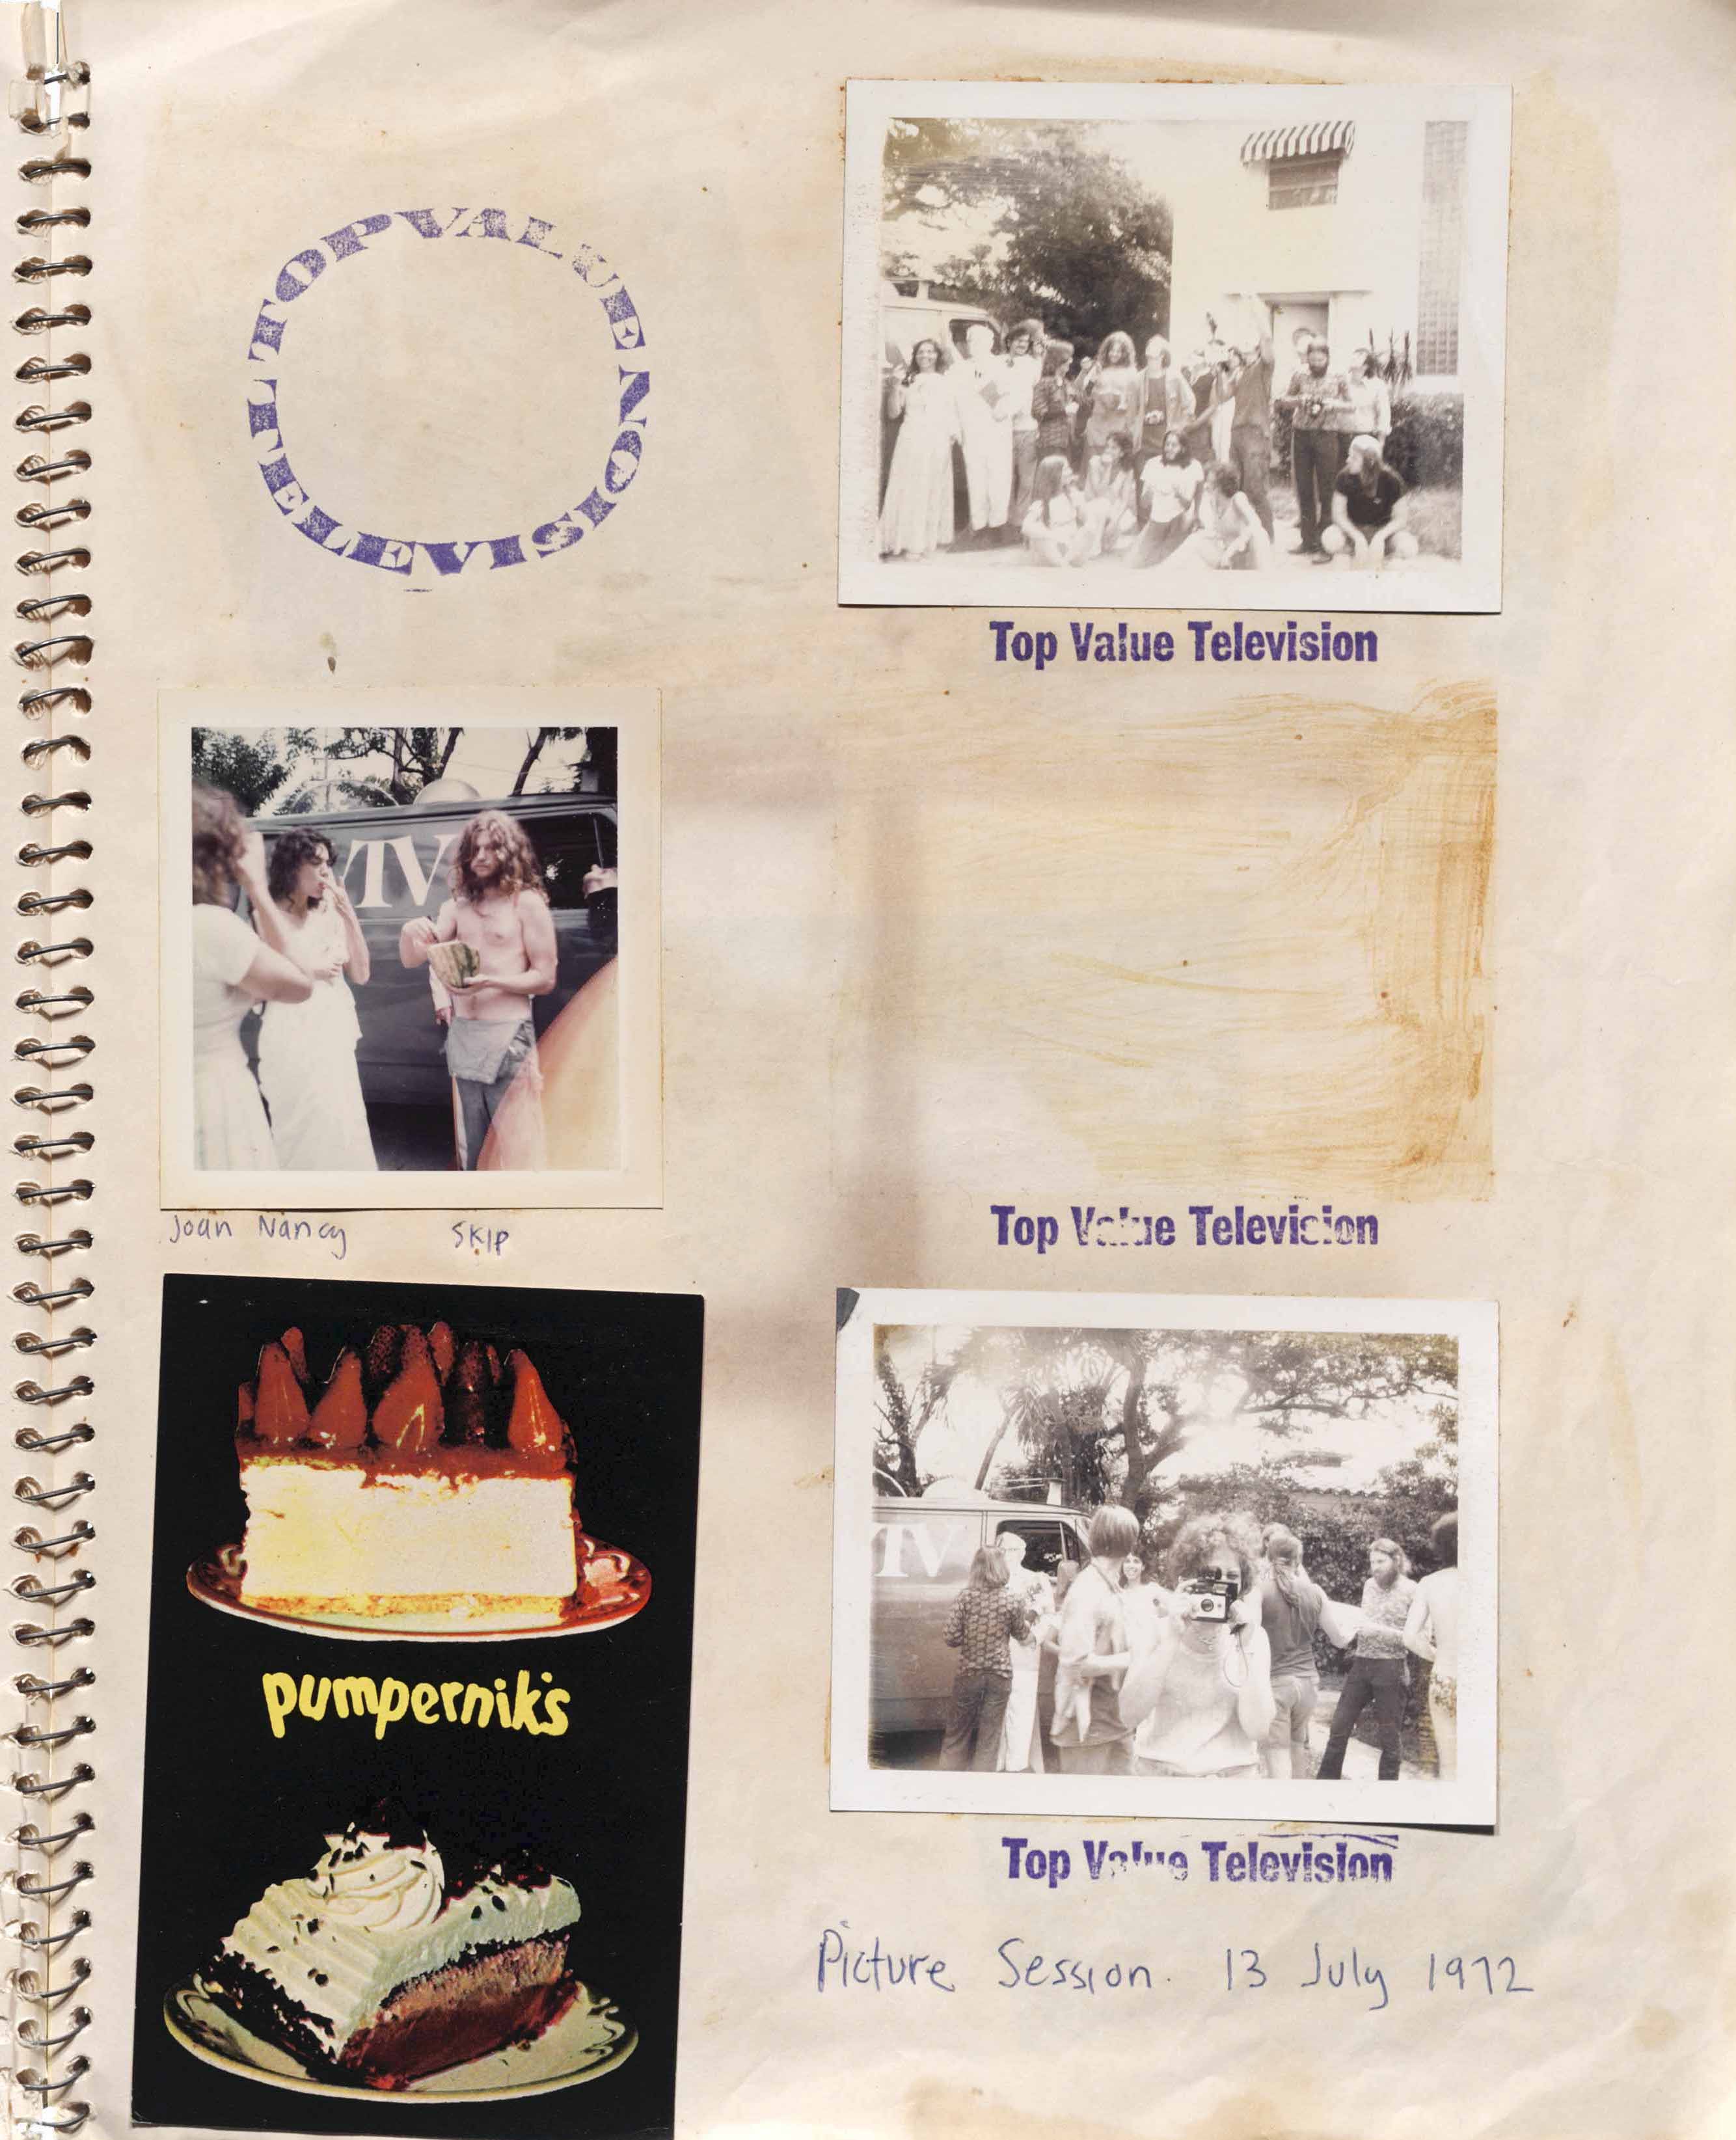 TOP VALUE
TELEVISION
Top Value Television
TV
Joan Nancy SKIP
Top Value Television
pumpernik's
TV
Top Value Television
Picture Session. 13 July 1972